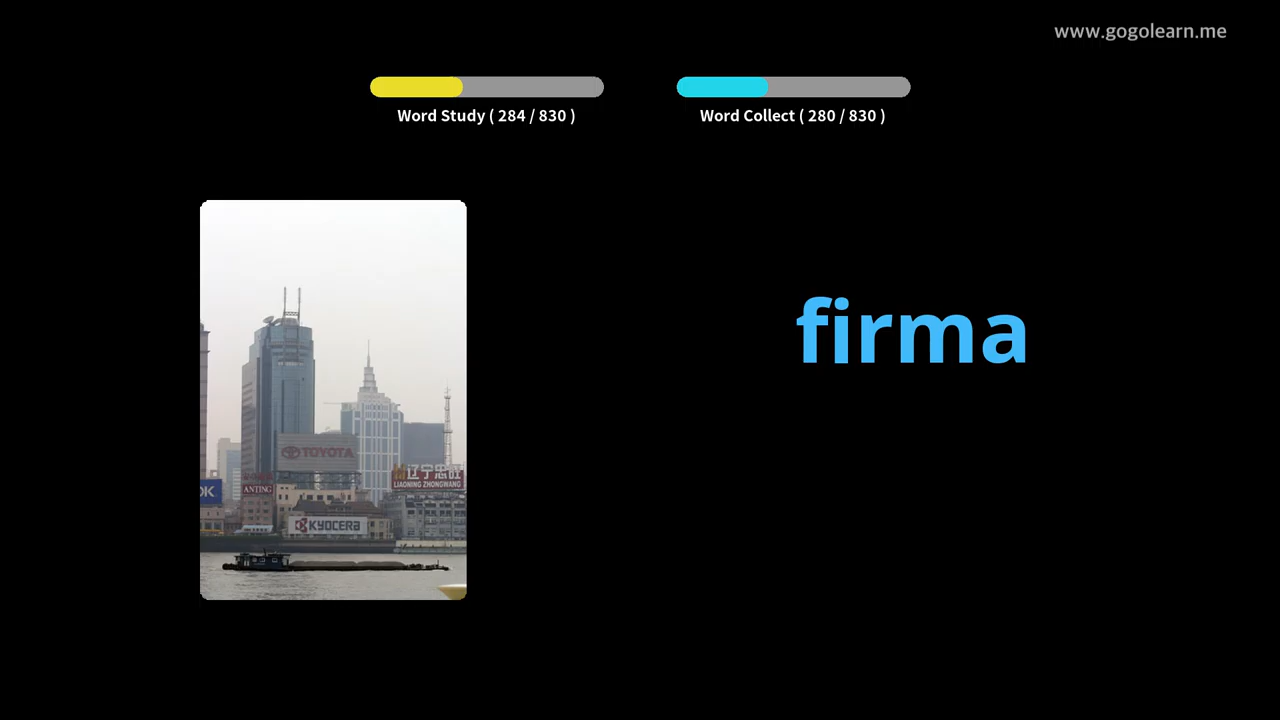 www.gogolearn.me
Word Study ( 284 / 830 )
Word Collect ( 280 / 830 )
firma
TOYOTA
辽宁忠旺
LIAONING ZHONGWANG
OK
ANTING
KYOCERA